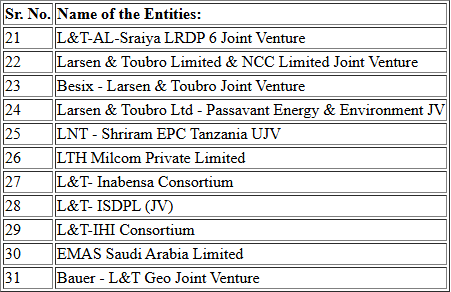 Sr. No. Name of the Entities:
21 L&T-AL-Sraiya LRDP 6 Joint Venture
22 Larsen & Toubro Limited & NCC Limited Joint Venture
23 Besix - Larsen & Toubro Joint Venture
24 Larsen & Toubro Ltd - Passavant Energy & Environment JV
25 LNT - Shriram EPC Tanzania UJV
26 LTH Milcom Private Limited
27 L&T- Inabensa Consortium
28 L&T- ISDPL (JV)
29 L&T-IHI Consortium
30 EMAS Saudi Arabia Limited
31 Bauer - L&T Geo Joint Venture